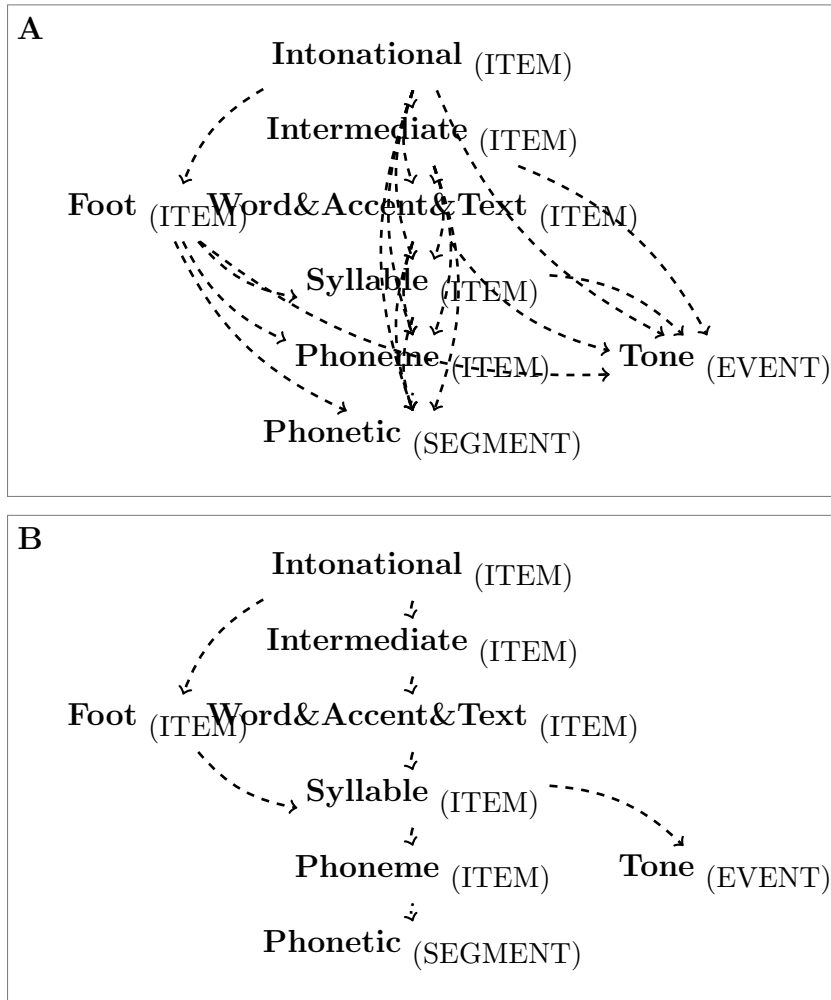 A
Intonational (ITEM)
Intermediate (ITEM)
Foot (ITEM) Word&Accent&Text (ITEM)
Syllable (ITEM)
Phoneme (ITEM) Tone (EVENT)
Phonetic (SEGMENT)
B
Intonational (ITEM)
Intermediate (ITEM)
Foot (ITEM) Word&Accent&Text (ITEM)
Syllable (ITEM)
Phoneme (ITEM) Tone (EVENT)
Phonetic (SEGMENT)